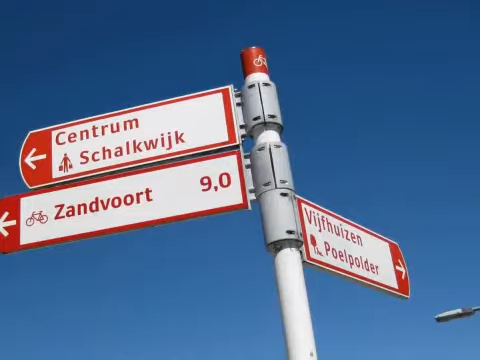 Centrum
Schalkwijk
Zandvoort 9,0
Vijfhuizen
Poelpolder